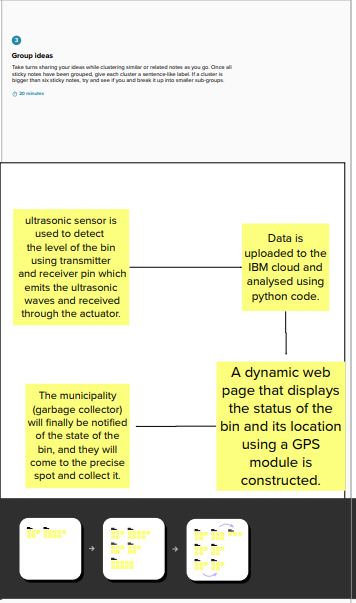 3
Group ideas
Take turns sharing your ideas while clustering similar or related notes as you go. Once all
sticky notes have been grouped, give each cluster a sentence-like label. If a cluster is
bigger than six sticky notes, try and see if you and break it up into smaller sub-groups.
20 minutes
ultrasonic sensor is
used to detect
the level of the bin
using transmitter
and receiver pin which
emits the ultrasonic
waves and received
through the actuator.
Data is
uploaded to the
IBM cloud and
analysed using
python code.
A dynamic web
page that displays
the status of the
bin and its location
using a GPS
module is
constructed.
The municipality
(garbage collector)
will finally be notified
of the state of the
bin, and they will
come to the precise
spot and collect it.